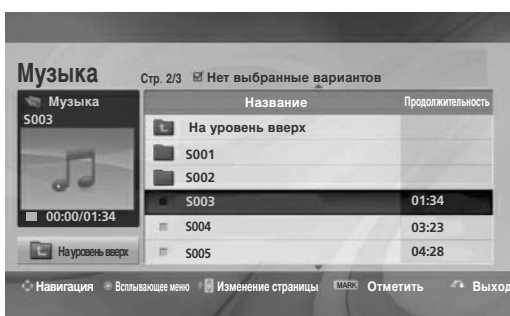 Музыка
Стр. 2/3 Нет выбранные вариантов
Музыка
S003
00:00/01:34
На уровень вверх
Название Продолжительность
На уровень вверх
S001
S002
S003 01:34
S004 03:23
S005 04:28
Навигация Всплывающее меню Изменение страницы MARK Отметить Выход